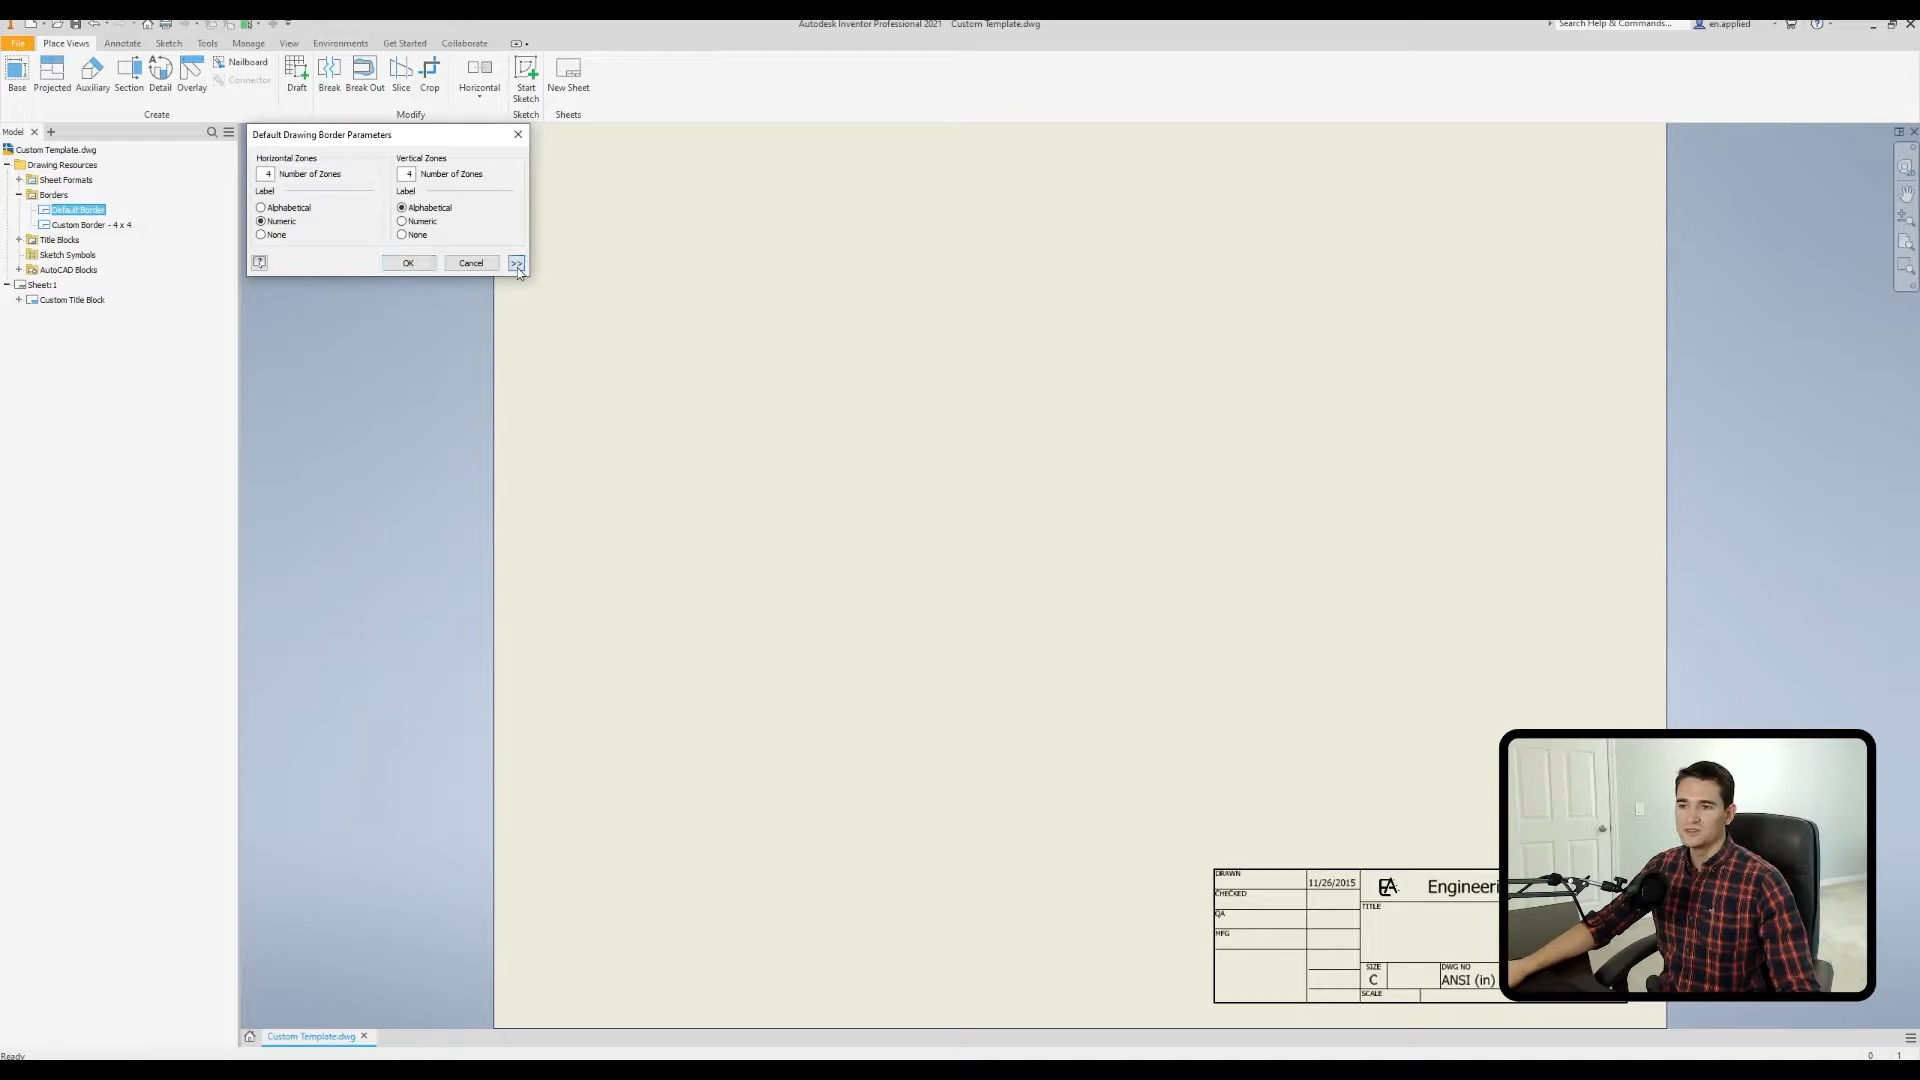 Autodesk Inventor Professional 2021 Custom Template.dwg
Search Help & Commands...
en.applied
File Place Views Annotate Sketch Tools Manage View Environments Get Started Collaborate
Base Projected Auxiliary Section Detail Overlay
Nailboard
Connector
Draft Break Break Out Slice Crop Horizontal
Start
Sketch
New Sheet
Create Modify Sketch Sheets
Model
Custom Template.dwg
Drawing Resources
Sheet Formats
Borders
Default Border
Custom Border - 4 x 4
Title Blocks
Sketch Symbols
AutoCAD Blocks
Sheet:1
Custom Title Block
Default Drawing Border Parameters
Horizontal Zones Vertical Zones
4 Number of Zones 4 Number of Zones
Label Label
Alphabetical Alphabetical
Numeric Numeric
None None
OK Cancel >>
DRAWN
11/26/2015
CHECKED
QA
MFG
EA Engineeri
TITLE
SIZE
C
DWG NO
ANSI (in)
SCALE
Custom Template.dwg
Ready
0 1